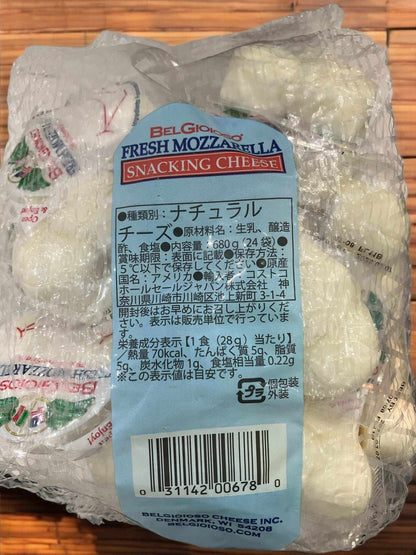 BELGIOIOSO®
FRESH MOZZARELLA
SNACKING CHEESE
●種類別：ナチュラル
チーズ●原材料名：生乳、醸造
酢、食塩●内容量：680g（24袋）●
賞味期限：表面に記載●保存方法：
5℃以下で保存してください●原産
国名：アメリカ●輸入者：コストコ
ホールセールジャパン株式会社　神
奈川県川崎市川崎区池上新町3-1-4
開封後はお早めにお召し上がりくださ
い。表示は販売単位で行っています。
栄養成分表示【1食（28g）当たり】
／熱量70kcal、たんぱく質5g、脂質
5g、炭水化物1g、食塩相当量0.22g
※この表示値は目安です。
プラ
個包装
外装
0 31142 00678 0
BELGIOIOSO CHEESE INC.
DENMARK, WI 54208
BELGIOIOSO.COM